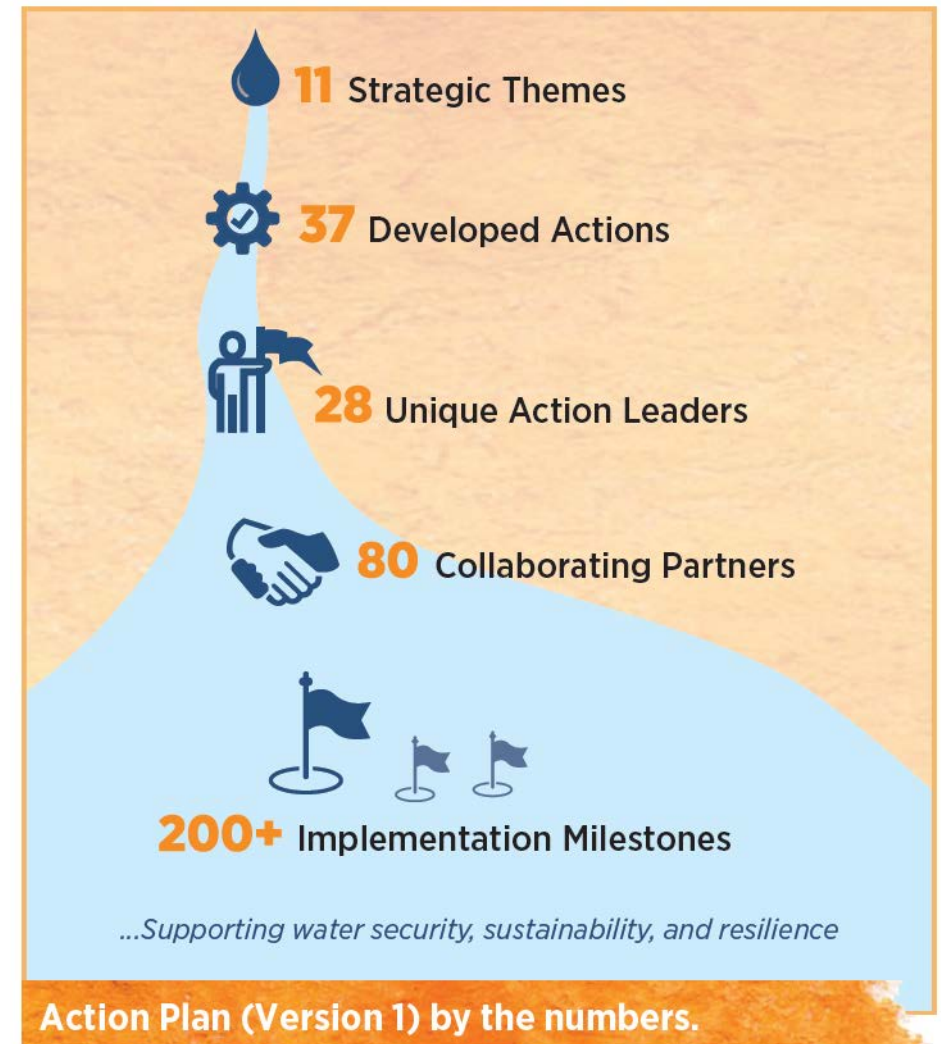 11 Strategic Themes
37 Developed Actions
28 Unique Action Leaders
80 Collaborating Partners
200+ Implementation Milestones
...Supporting water security, sustainability, and resilience
Action Plan (Version 1) by the numbers.